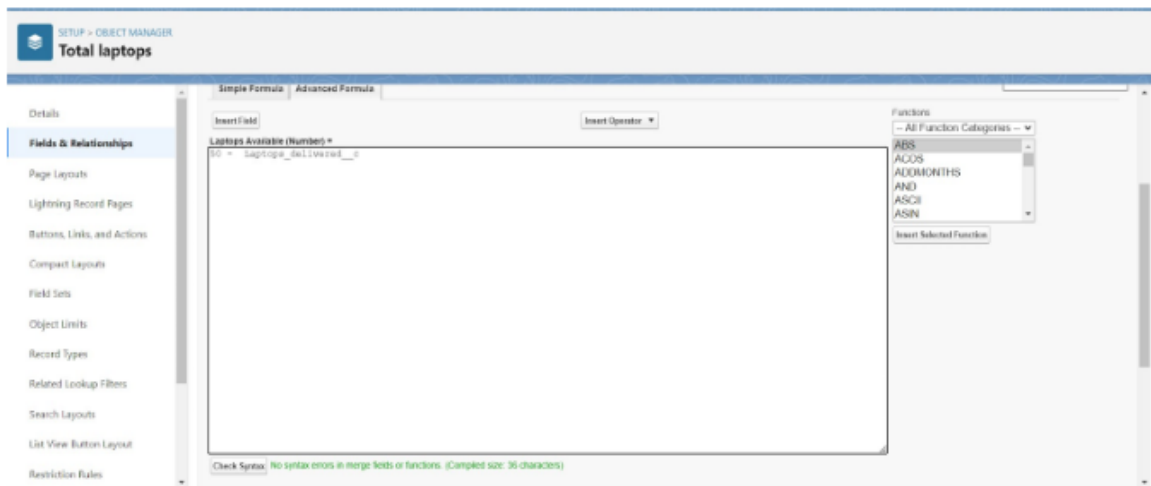 SETUP > OBJECT MANAGER
Total laptops
Details
Fields & Relationships
Page Layouts
Lightning Record Pages
Buttons, Links, and Actions
Compact Layouts
Field Sets
Object Limits
Record Types
Related Lookup Filters
Search Layouts
List View Button Layout
Restriction Rules
Simple Formula
Advanced Formula
Insert Field
Insert Operator ▼
Laptops Available (Number) =
50 - Laptops_delivered__c
Check Syntax
No syntax errors in merge fields or functions. (Compiled size: 36 characters)
Functions
-- All Function Categories --
ABS
ACOS
ADDMONTHS
AND
ASCII
ASIN
Insert Selected Function